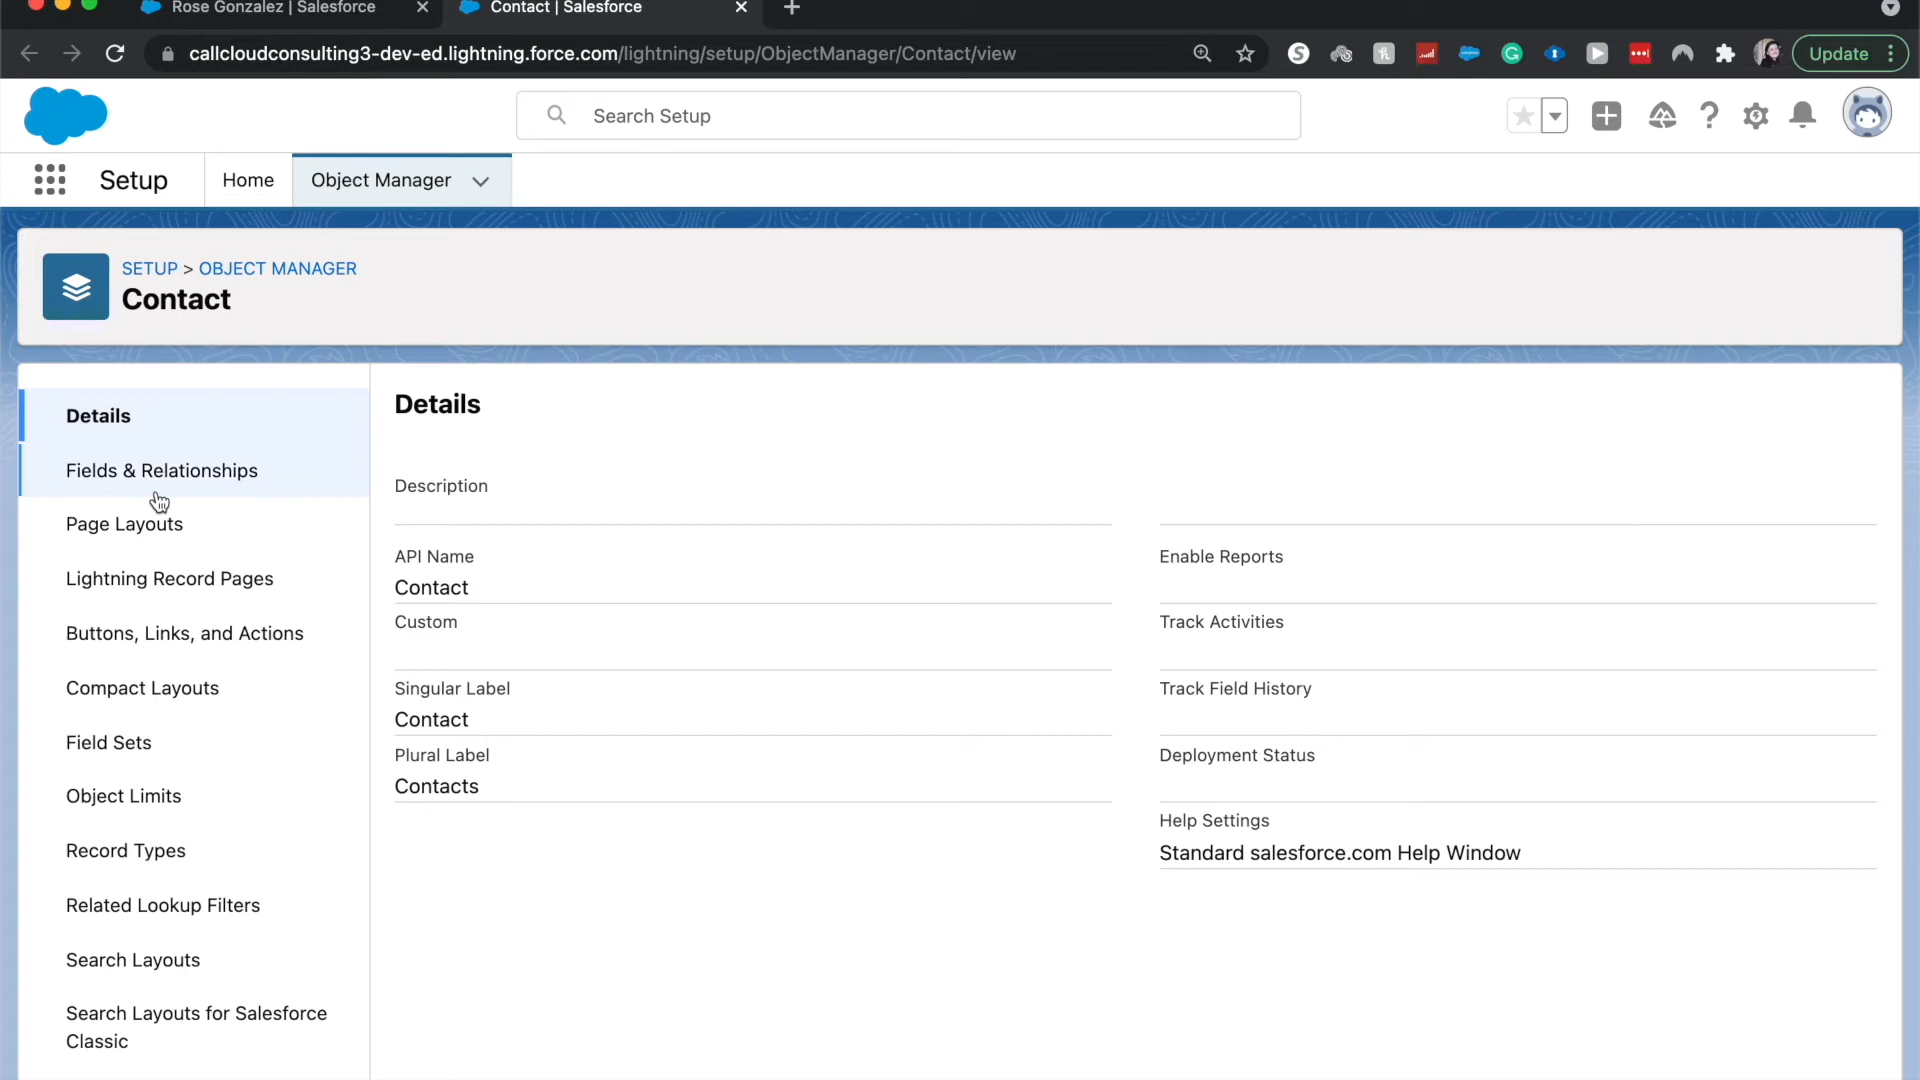 Rose Gonzalez | Salesforce
Contact | Salesforce
callcloudconsulting3-dev-ed.lightning.force.com/lightning/setup/ObjectManager/Contact/view
Update
Search Setup
Setup
Home
Object Manager
SETUP > OBJECT MANAGER
Contact
Details
Fields & Relationships
Page Layouts
Lightning Record Pages
Buttons, Links, and Actions
Compact Layouts
Field Sets
Object Limits
Record Types
Related Lookup Filters
Search Layouts
Search Layouts for Salesforce
Classic
Details
Description
API Name
Contact
Custom
Singular Label
Contact
Plural Label
Contacts
Enable Reports
Track Activities
Track Field History
Deployment Status
Help Settings
Standard salesforce.com Help Window